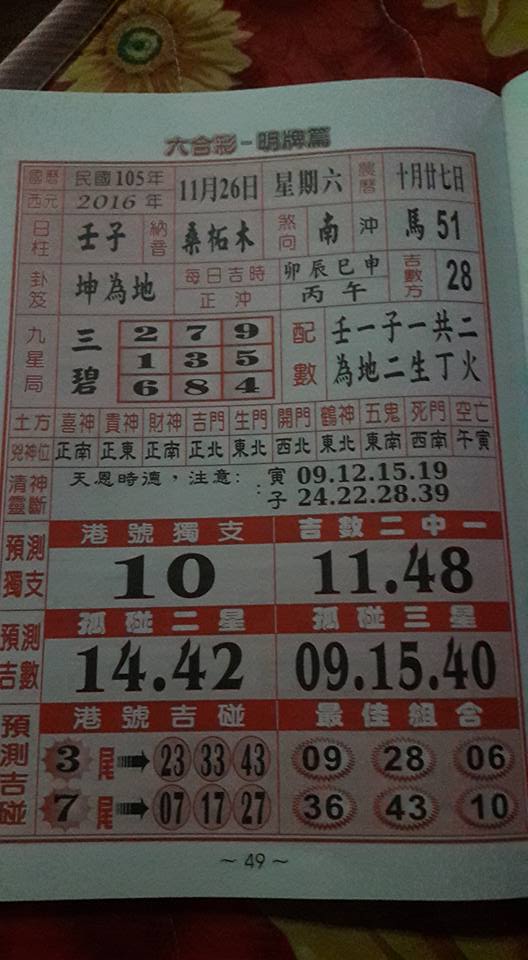 六合彩-明牌篇
國曆 民國105年 11月26日 星期六 農曆 十月廿七日
西元 2016年
日柱 壬子 納音 桑柘木 煞向 南 沖 馬 51
卦笈 坤為地 每日吉時 卯辰巳申 吉數方 28
正沖 丙午
九星局 三碧 2 7 9 配數 壬一子一共二
1 3 5 為地二生丁火
6 8 4
土方 喜神 貴神 財神 吉門 生門 開門 鶴神 五鬼 死門 空亡
兇神位 正南 正東 正南 正北 東北 西北 東北 東南 西南 午寅
清神靈斷 天恩時德,注意: 寅 09.12.15.19
: 子 24.22.28.39
預測獨支 港號獨支 吉數二中一
10 11.48
預測吉數 孤碰二星 孤碰三星
14.42 09.15.40
預測吉碰 港號吉碰 最佳組合
3尾 23 33 43 09 28 06
7尾 07 17 27 36 43 10
~ 49 ~